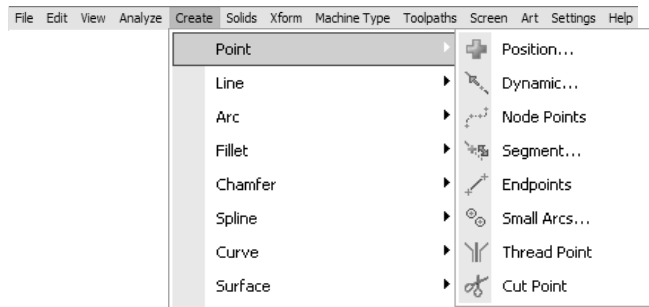 File Edit View Analyze Create Solids Xform Machine Type Toolpaths Screen Art Settings Help
Point
Line
Arc
Fillet
Chamfer
Spline
Curve
Surface
Position...
Dynamic...
Node Points
Segment...
Endpoints
Small Arcs...
Thread Point
Cut Point